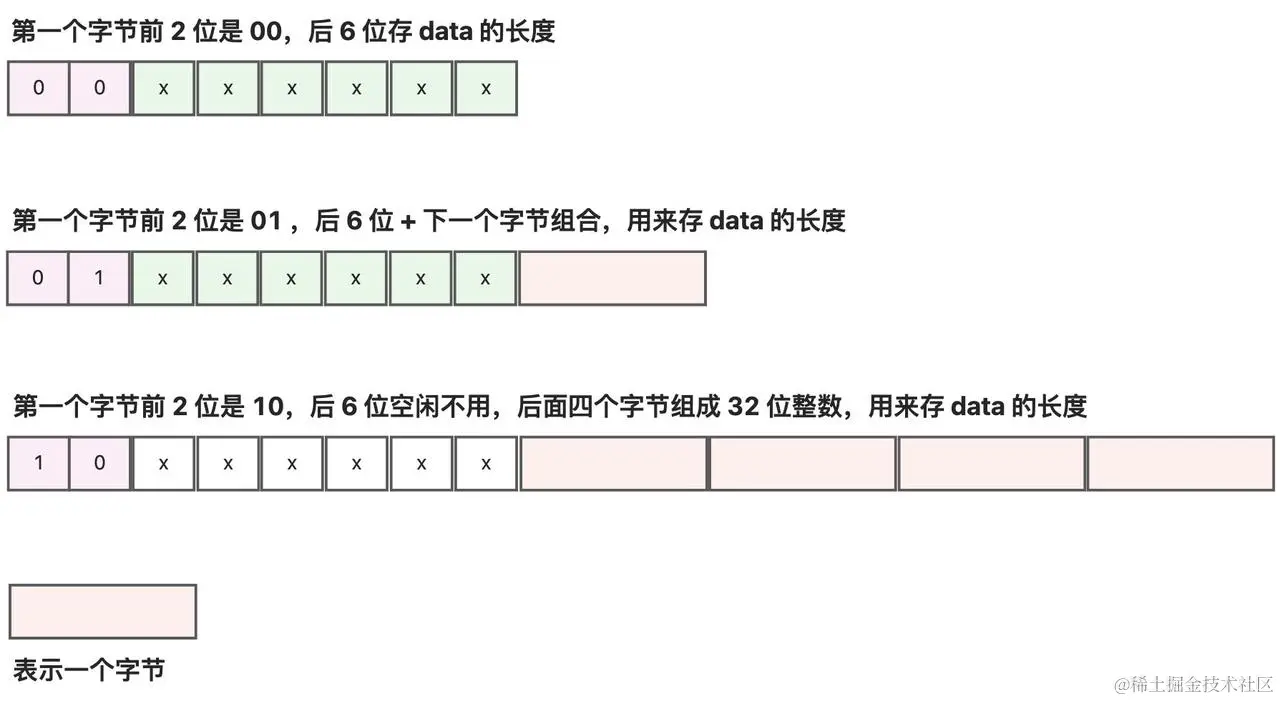 第一个字节前 2 位是 00，后 6 位存 data 的长度
0 0 x x x x x x
第一个字节前 2 位是 01 ，后 6 位 + 下一个字节组合，用来存 data 的长度
0 1 x x x x x x
第一个字节前 2 位是 10，后 6 位空闲不用，后面四个字节组成 32 位整数，用来存 data 的长度
1 0 x x x x x x
表示一个字节
@稀土掘金技术社区